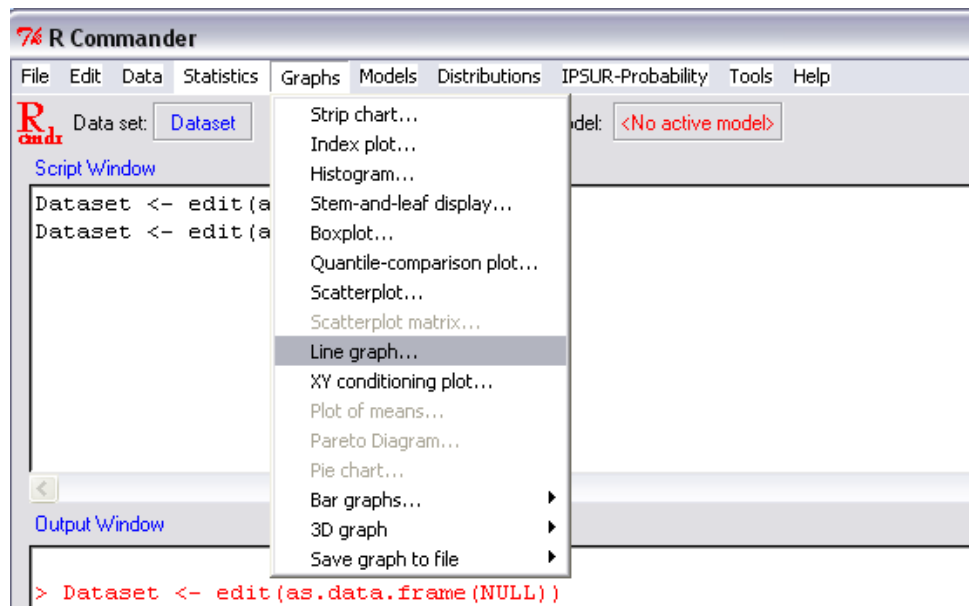 R Commander
File Edit Data Statistics Graphs Models Distributions IPSUR-Probability Tools Help
R
cmdr
Data set: Dataset
<No active model>
Script Window
Dataset <- edit(a
Dataset <- edit(a
Strip chart...
Index plot...
Histogram...
Stem-and-leaf display...
Boxplot...
Quantile-comparison plot...
Scatterplot...
Scatterplot matrix...
Line graph...
XY conditioning plot...
Plot of means...
Pareto Diagram...
Pie chart...
Bar graphs...
3D graph
Save graph to file
Output Window
> Dataset <- edit(as.data.frame(NULL))